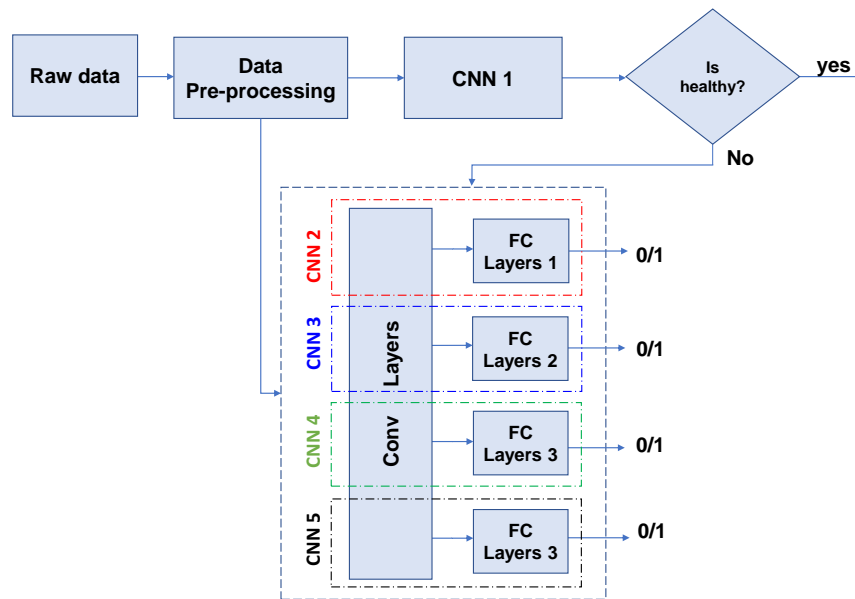 Raw data
Data
Pre-processing
CNN 1
Is
healthy?
yes
No
CNN 2
FC
Layers 1
0/1
CNN 3
FC
Layers 2
0/1
Conv Layers
CNN 4
FC
Layers 3
0/1
CNN 5
FC
Layers 3
0/1